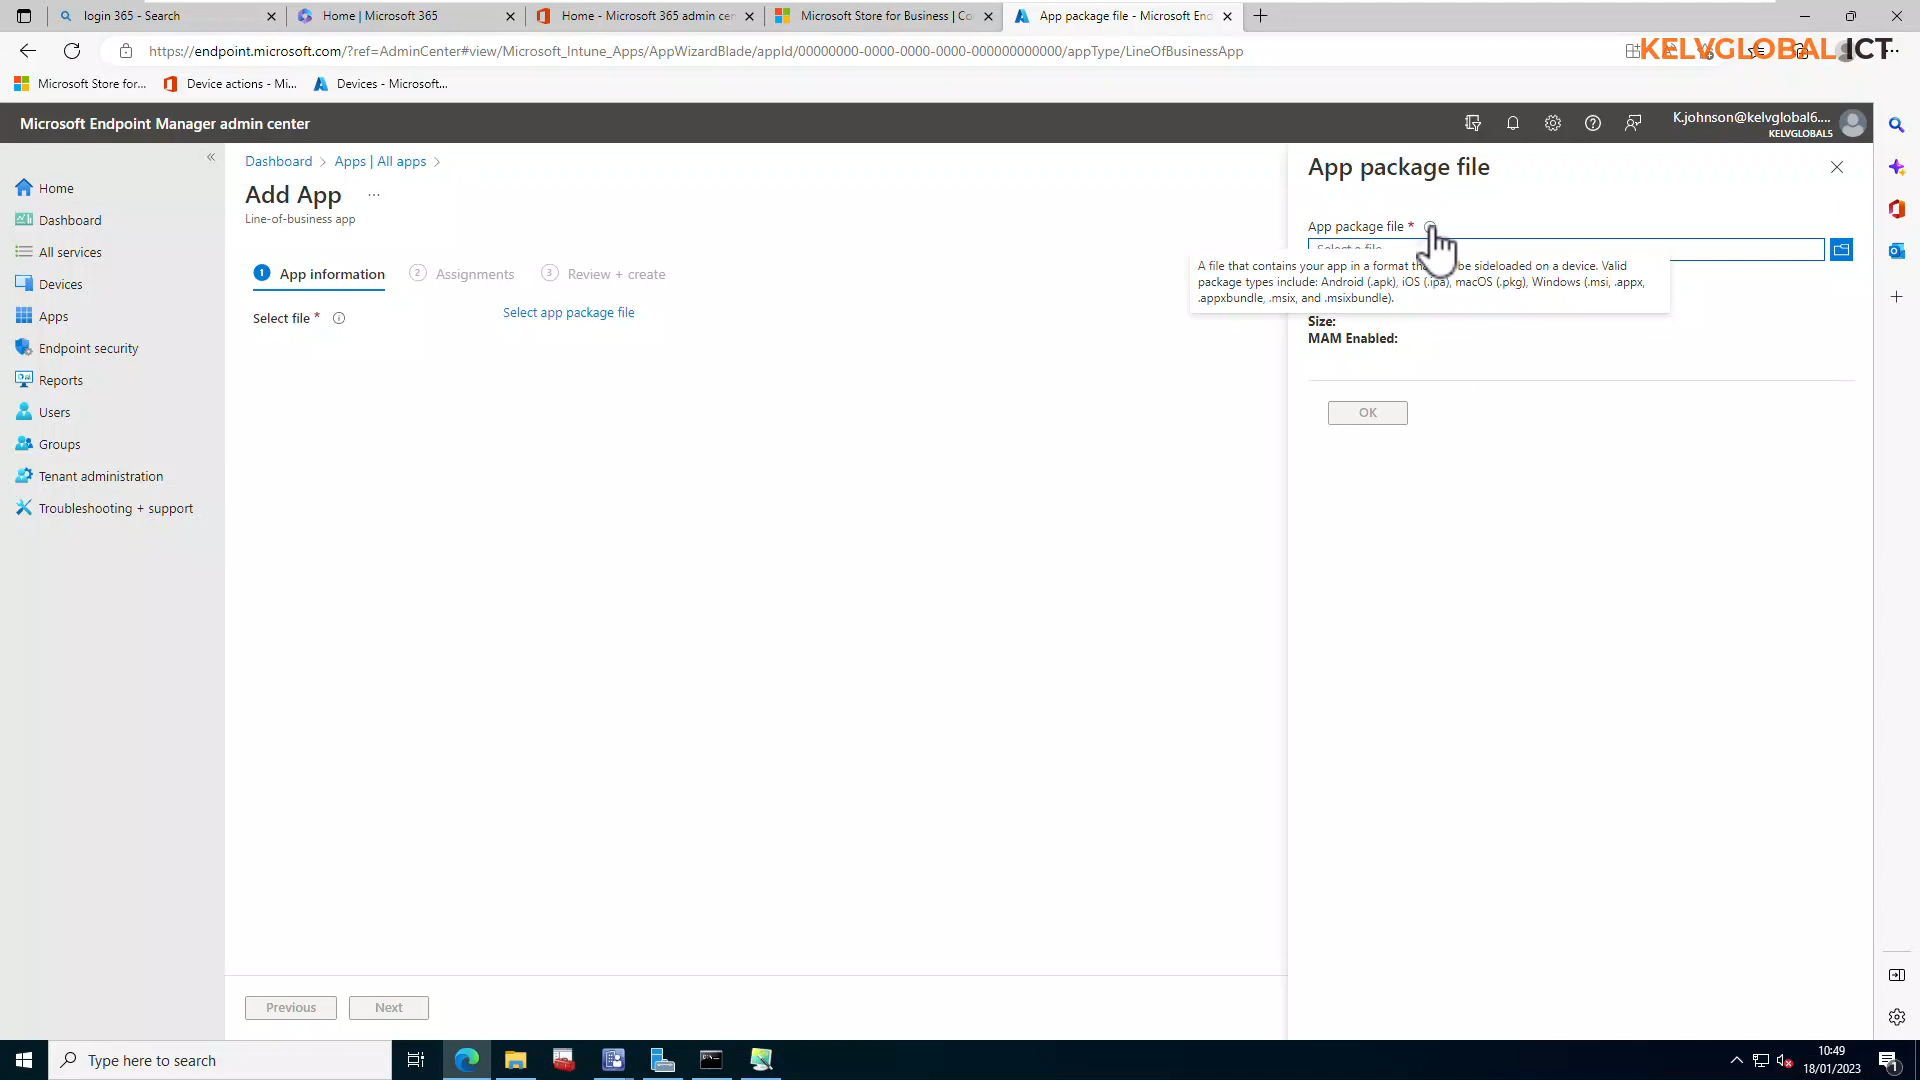 login 365 - Search
Home | Microsoft 365
Home - Microsoft 365 admin cen
Microsoft Store for Business | Co
App package file - Microsoft End
https://endpoint.microsoft.com/?ref=AdminCenter#view/Microsoft_Intune_Apps/AppWizardBlade/appId/00000000-0000-0000-0000-000000000000/appType/LineOfBusinessApp
KELVGLOBAL ICT
Microsoft Store for...
Device actions - Mi...
Devices - Microsoft...
Microsoft Endpoint Manager admin center
K.johnson@kelvglobal6....
KELVGLOBAL5
Dashboard > Apps | All apps >
Add App ...
Line-of-business app
Home
Dashboard
All services
Devices
Apps
Endpoint security
Reports
Users
Groups
Tenant administration
Troubleshooting + support
1 App information
2 Assignments
3 Review + create
Select file *
Select app package file
App package file
App package file *
Select a file
A file that contains your app in a format be sideloaded on a device. Valid
package types include: Android (.apk), iOS (.ipa), macOS (.pkg), Windows (.msi, .appx,
.appxbundle, .msix, and .msixbundle).
Size:
MAM Enabled:
OK
Previous
Next
Type here to search
10:49
18/01/2023
1